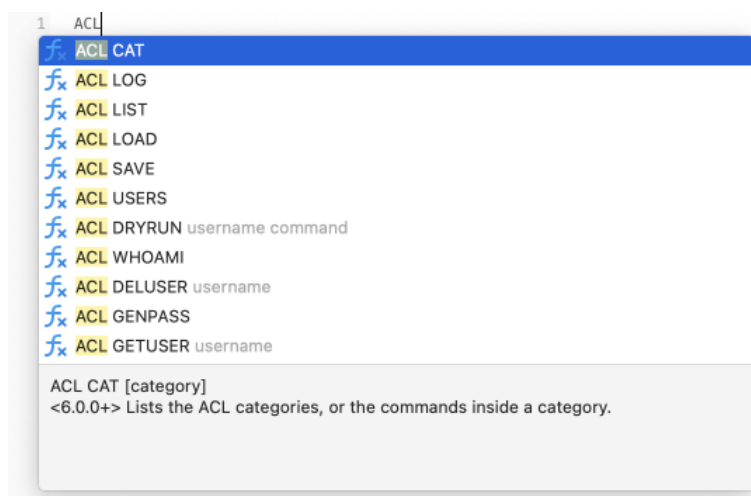 1 ACL
ACL CAT
ACL LOG
ACL LIST
ACL LOAD
ACL SAVE
ACL USERS
ACL DRYRUN username command
ACL WHOAMI
ACL DELUSER username
ACL GENPASS
ACL GETUSER username
ACL CAT [category]
<6.0.0+> Lists the ACL categories, or the commands inside a category.